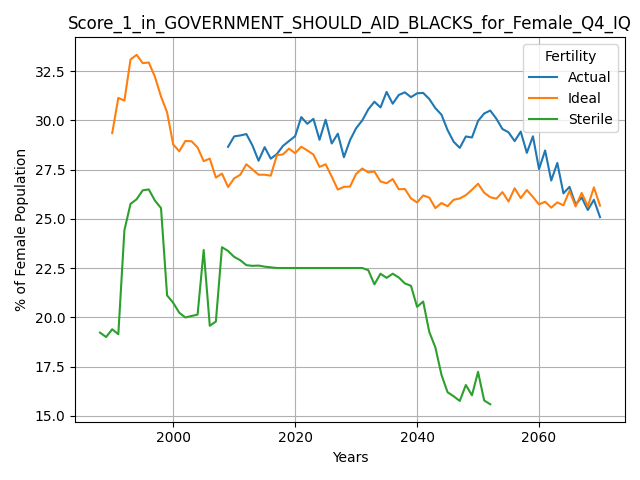 Score_1_in_GOVERNMENT_SHOULD_AID_BLACKS_for_Female_Q4_IQ
Fertility
Actual
Ideal
Sterile
% of Female Population
32.5
30.0
27.5
25.0
22.5
20.0
17.5
15.0
2000
2020
2040
2060
Years